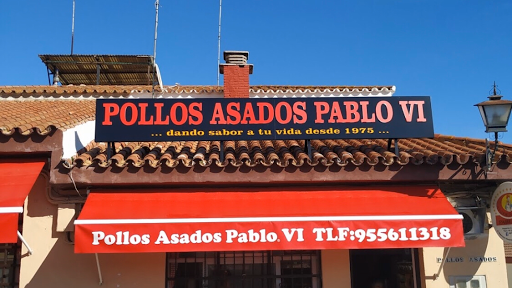 POLLOS ASADOS PABLO VI
... dando sabor a tu vida desde 1975 ...
Pollos Asados Pablo. VI TLF:955611318
POLLOS ASADOS